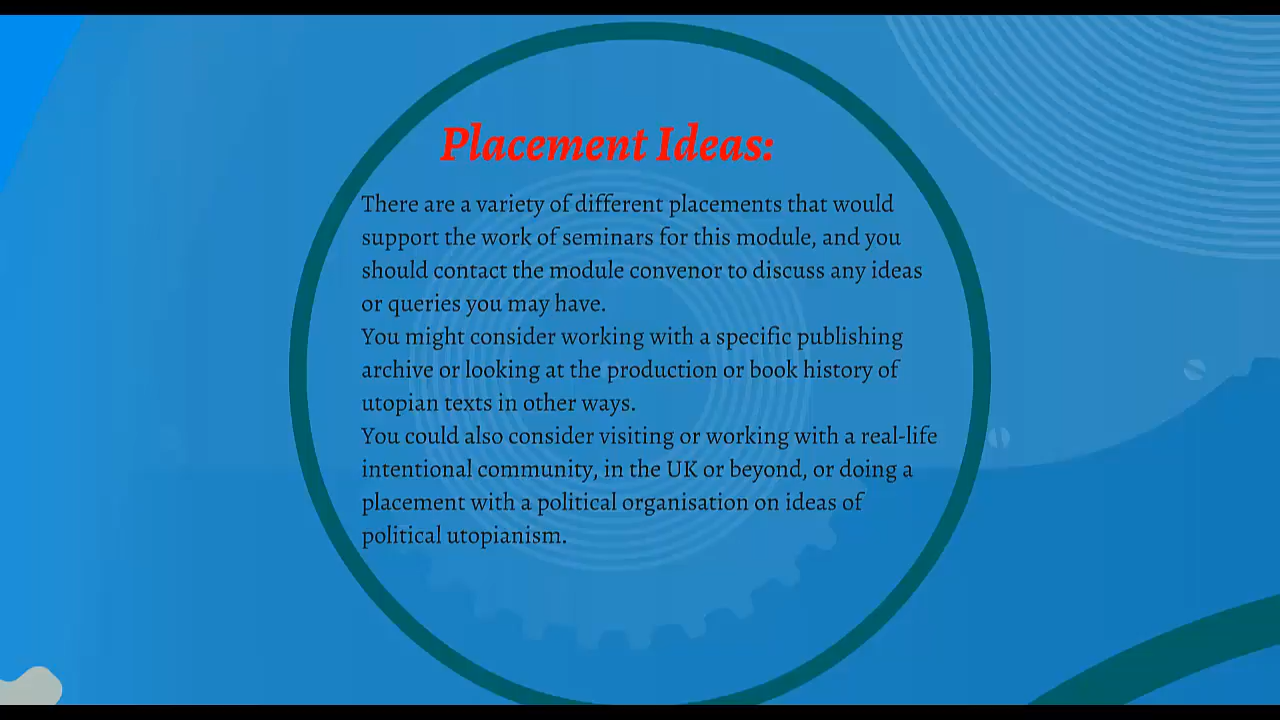 Placement Ideas:
There are a variety of different placements that would
support the work of seminars for this module, and you
should contact the module convenor to discuss any ideas
or queries you may have.
You might consider working with a specific publishing
archive or looking at the production or book history of
utopian texts in other ways.
You could also consider visiting or working with a real-life
intentional community, in the UK or beyond, or doing a
placement with a political organisation on ideas of
political utopianism.